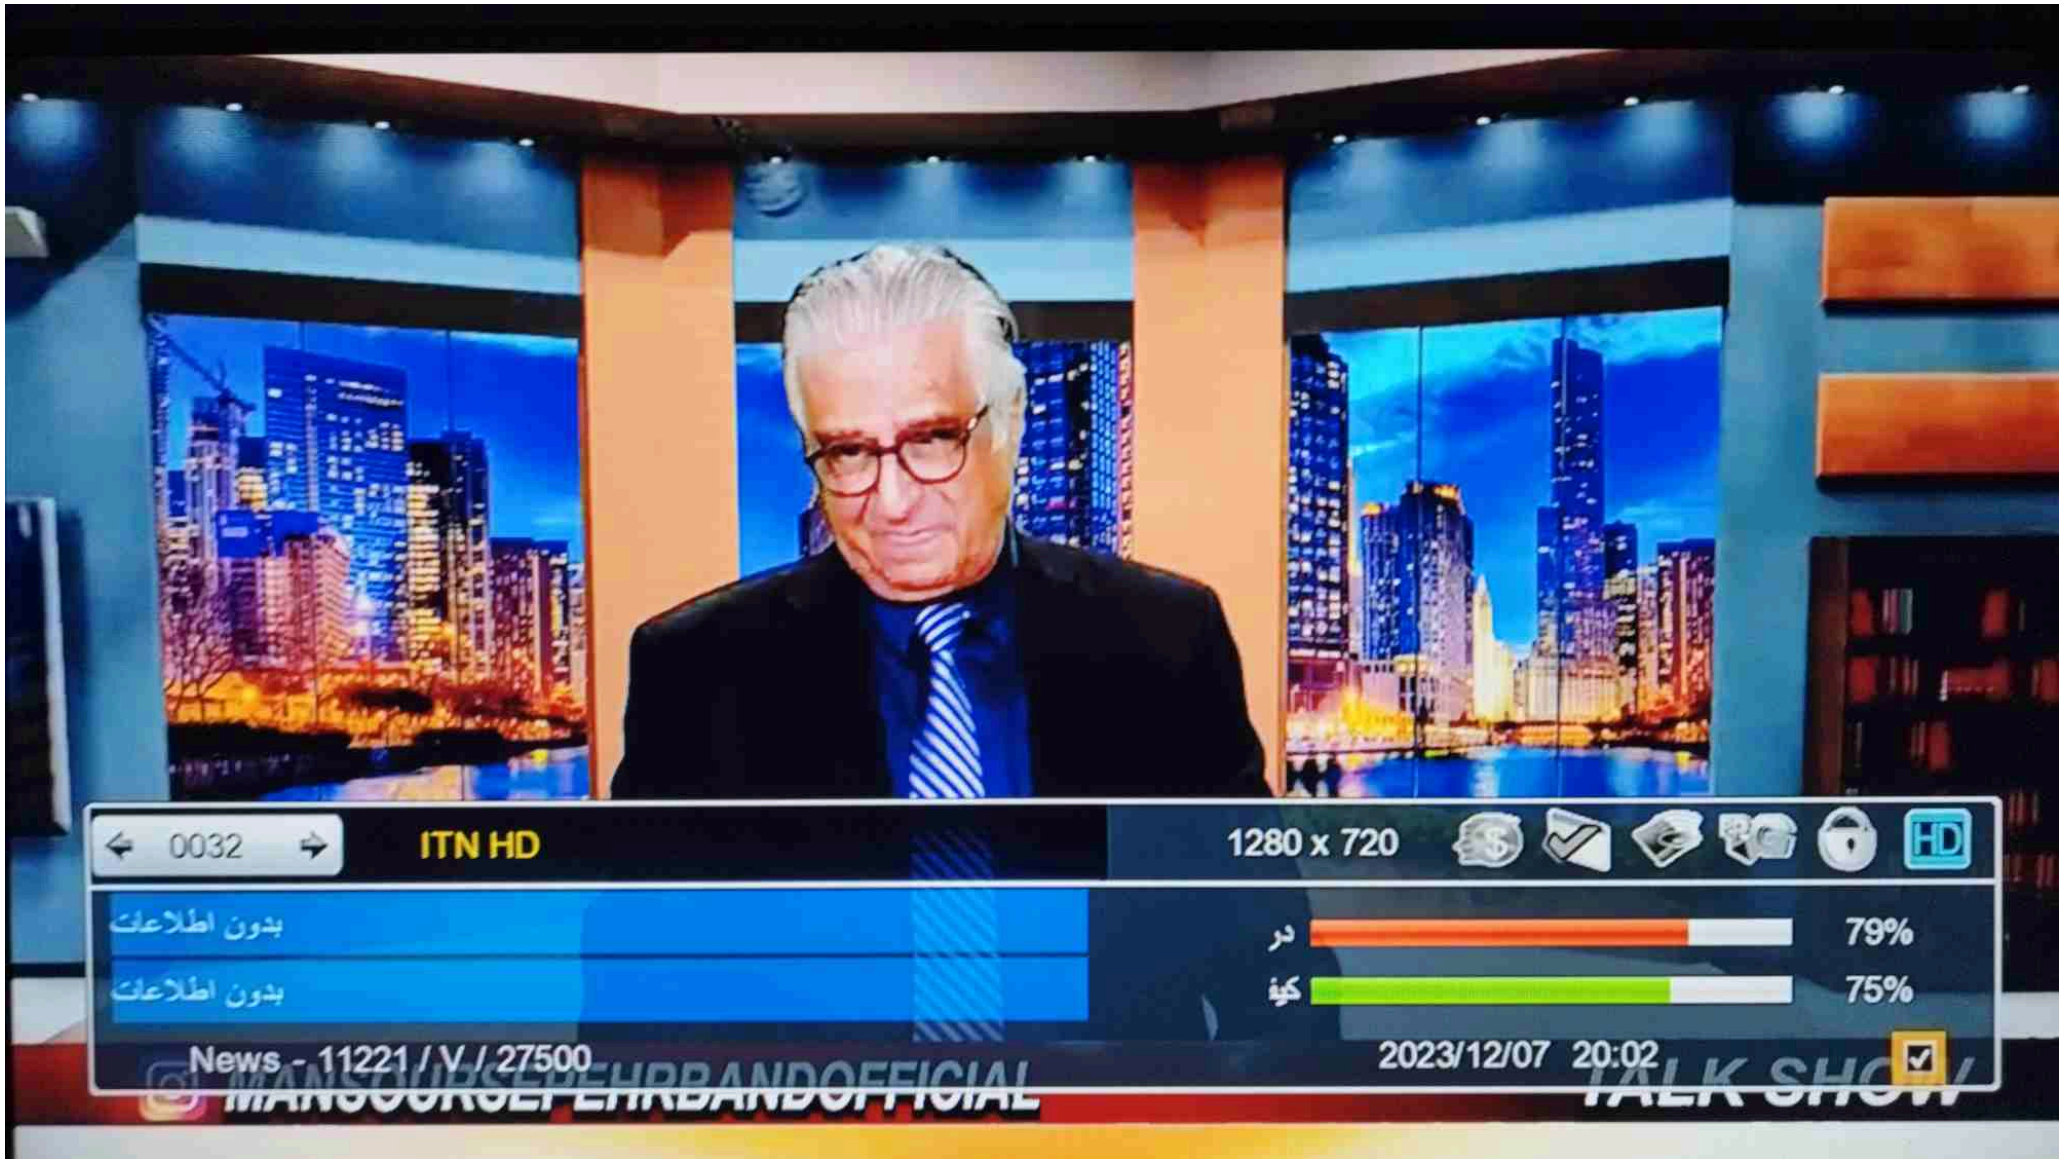 0032
ITN HD
1280 x 720
HD
بدون اطلاعات
در
79%
بدون اطلاعات
كيف
75%
News - 11221 / V / 27500
2023/12/07 20:02
MANSOURSEPEHRBANDOFFICIAL
TALK SHOW